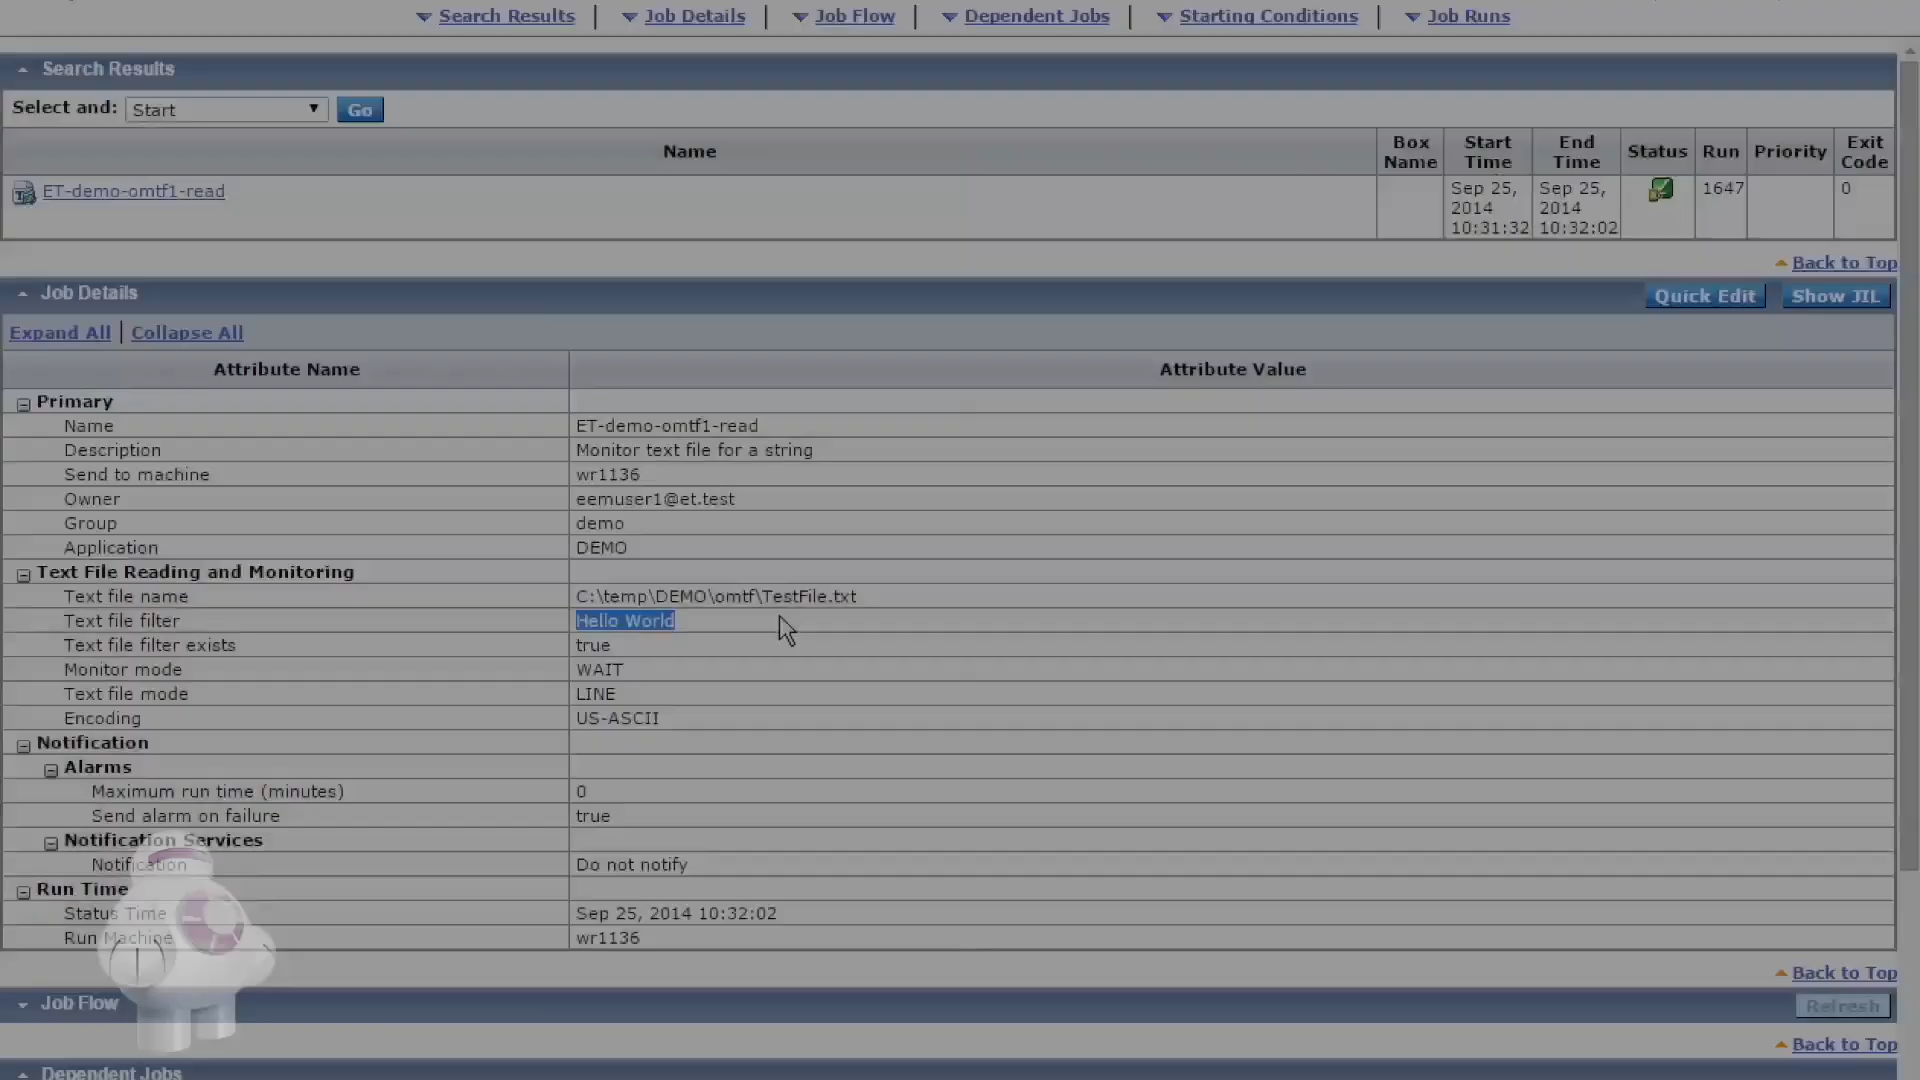 Search Results | Job Details | Job Flow | Dependent Jobs | Starting Conditions | Job Runs
Search Results
Select and: Start Go
Name Box Name Start Time End Time Status Run Priority Exit Code
ET-demo-omtf1-read Sep 25, 2014 10:31:32 Sep 25, 2014 10:32:02 1647 0
Back to Top
Job Details Quick Edit Show JIL
Expand All | Collapse All
Attribute Name Attribute Value
Primary
Name ET-demo-omtf1-read
Description Monitor text file for a string
Send to machine wr1136
Owner eemuser1@et.test
Group demo
Application DEMO
Text File Reading and Monitoring
Text file name C:\temp\DEMO\omtf\TestFile.txt
Text file filter Hello World
Text file filter exists true
Monitor mode WAIT
Text file mode LINE
Encoding US-ASCII
Notification
Alarms
Maximum run time (minutes) 0
Send alarm on failure true
Notification Services
Notification Do not notify
Run Time
Status Time Sep 25, 2014 10:32:02
Run Machine wr1136
Back to Top
Job Flow Refresh
Back to Top
Dependent Jobs